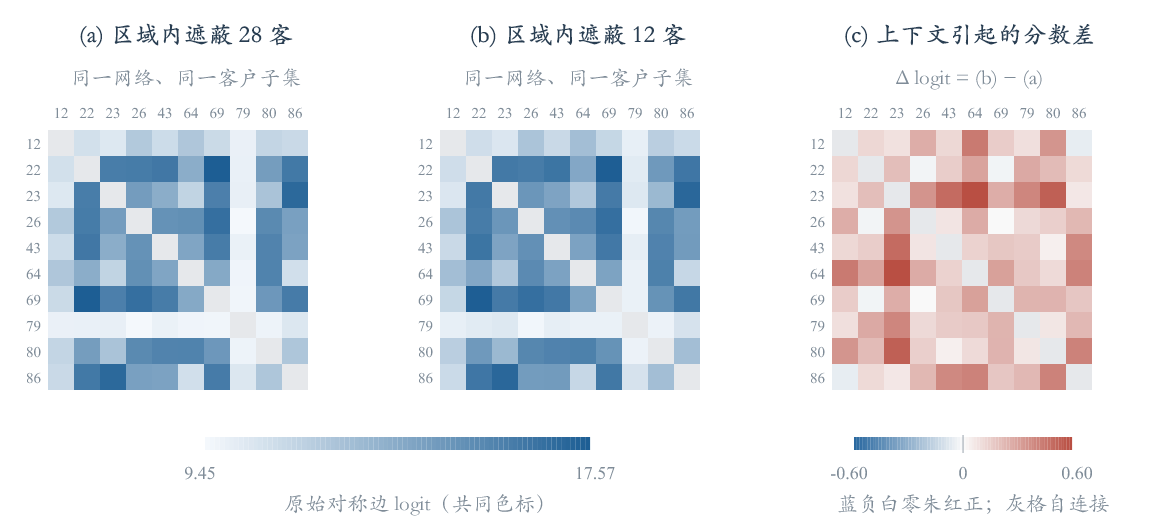 (a) 区域内遮蔽 28 客
同一网络、同一客户子集
12 22 23 26 43 64 69 79 80 86
12
22
23
26
43
64
69
79
80
86
(b) 区域内遮蔽 12 客
同一网络、同一客户子集
12 22 23 26 43 64 69 79 80 86
12
22
23
26
43
64
69
79
80
86
(c) 上下文引起的分数差
Δ logit = (b) − (a)
12 22 23 26 43 64 69 79 80 86
12
22
23
26
43
64
69
79
80
86
9.45 17.57
原始对称边 logit（共同色标）
-0.60 0 0.60
蓝负白零朱红正；灰格自连接